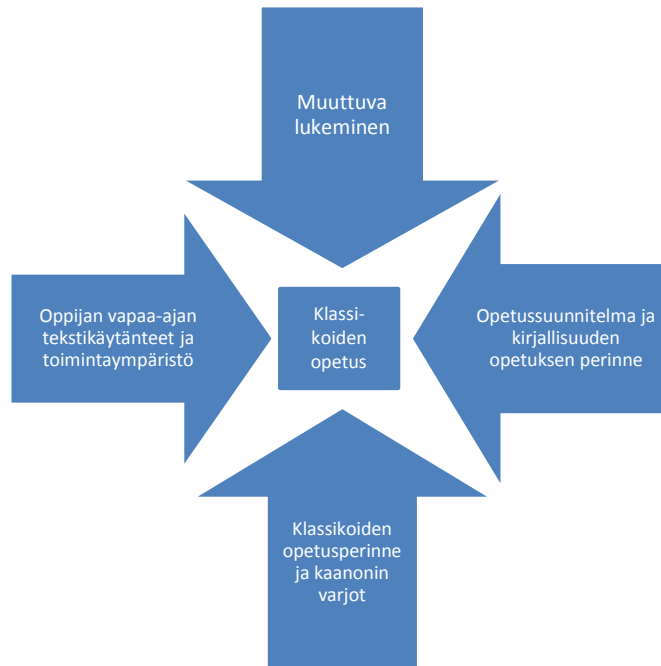 Muuttuva
lukeminen
Oppijan vapaa-ajan
tekstikäytänteet ja
toimintaympäristö
Klassi-
koiden
opetus
Opetussuunnitelma ja
kirjallisuuden
opetuksen perinne
Klassikoiden
opetusperinne
ja kaanonin
varjot